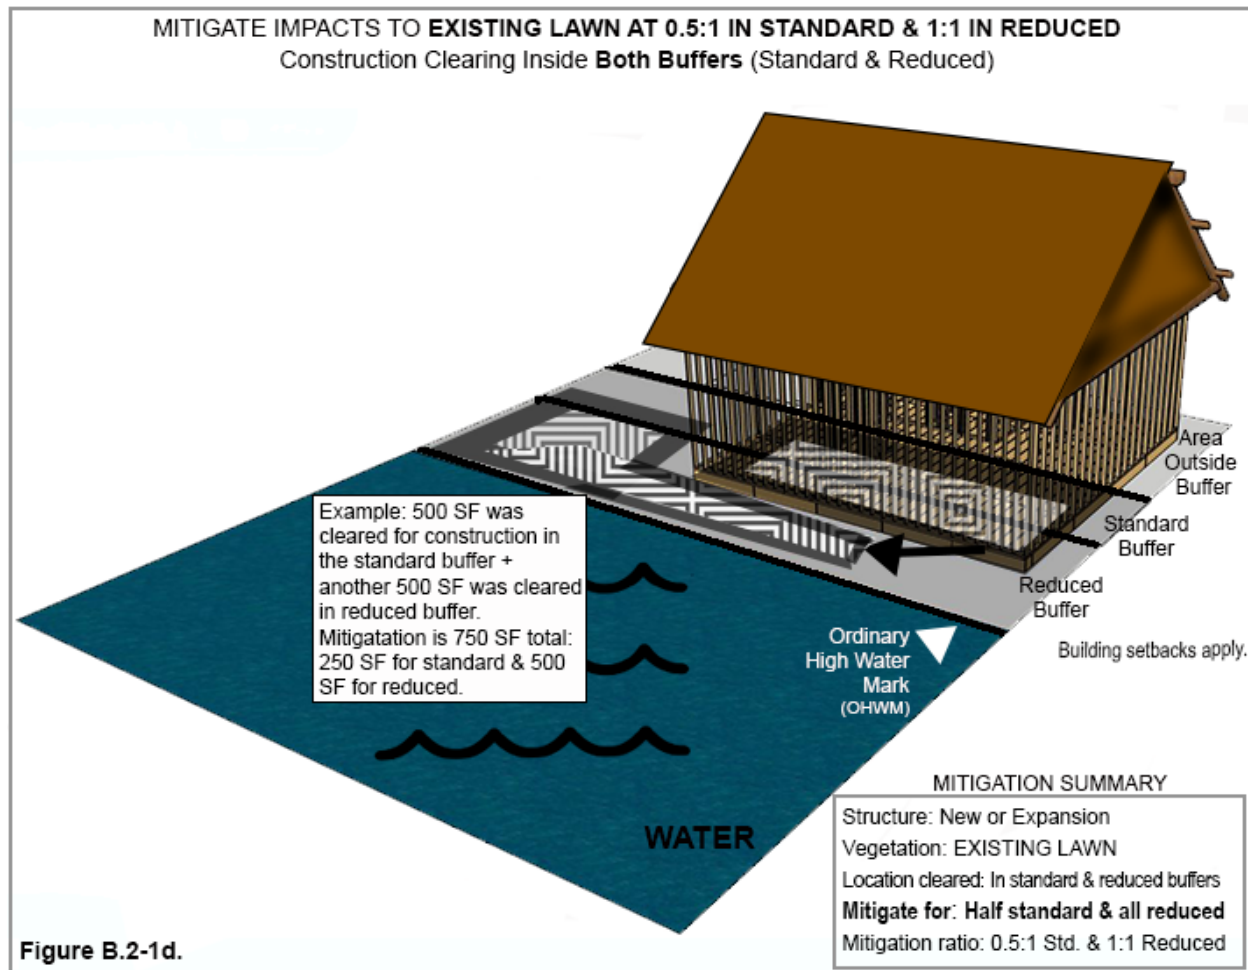 MITIGATE IMPACTS TO EXISTING LAWN AT 0.5:1 IN STANDARD & 1:1 IN REDUCED
Construction Clearing Inside Both Buffers (Standard & Reduced)
Area
Outside
Buffer
Standard
Buffer
Reduced
Buffer
Building setbacks apply.
Example: 500 SF was
cleared for construction in
the standard buffer +
another 500 SF was cleared
in reduced buffer.
Mitigatation is 750 SF total:
250 SF for standard & 500
SF for reduced.
Ordinary
High Water
Mark
(OHWM)
WATER
MITIGATION SUMMARY
Structure: New or Expansion
Vegetation: EXISTING LAWN
Location cleared: In standard & reduced buffers
Mitigate for: Half standard & all reduced
Mitigation ratio: 0.5:1 Std. & 1:1 Reduced
Figure B.2-1d.